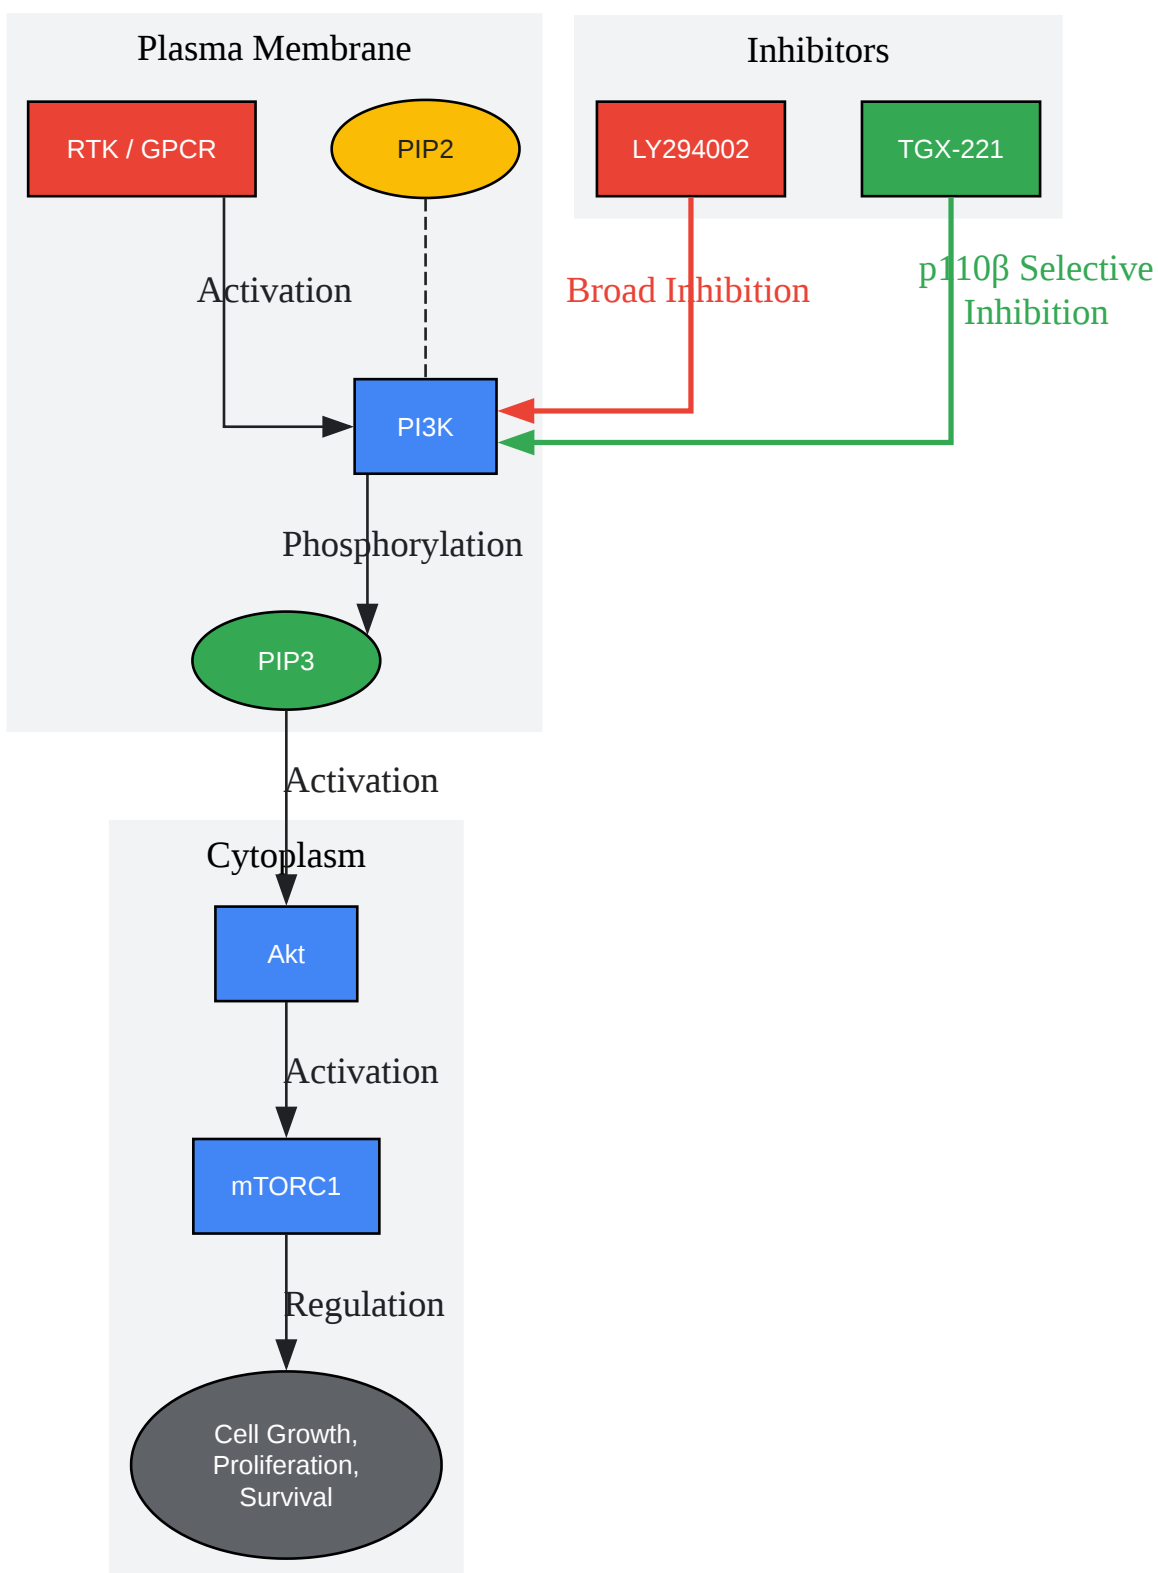 Plasma Membrane
Inhibitors
RTK / GPCR
PIP2
LY294002
TGX-221
Activation
Broad Inhibition
p110β Selective
Inhibition
PI3K
Phosphorylation
PIP3
Activation
Cytoplasm
Akt
Activation
mTORC1
Regulation
Cell Growth,
Proliferation,
Survival